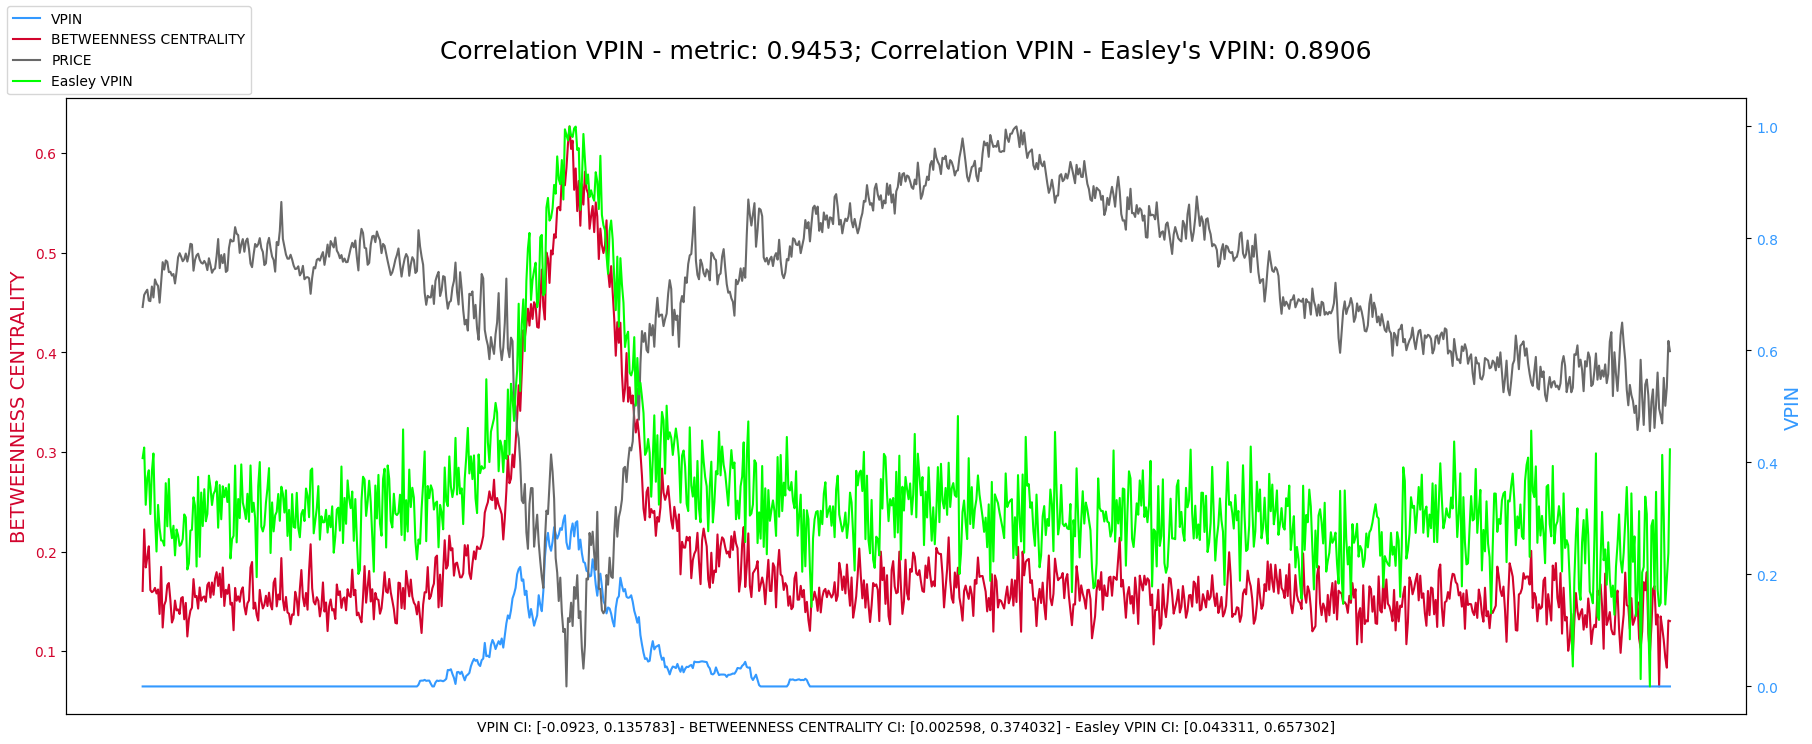 VPIN
BETWEENNESS CENTRALITY
PRICE
Easley VPIN
Correlation VPIN - metric: 0.9453; Correlation VPIN - Easley's VPIN: 0.8906
BETWEENNESS CENTRALITY
0.6
0.5
0.4
0.3
0.2
0.1
1.0
0.8
0.6
0.4
0.2
0.0
VPIN
VPIN CI: [-0.0923, 0.135783] - BETWEENNESS CENTRALITY CI: [0.002598, 0.374032] - Easley VPIN CI: [0.043311, 0.657302]